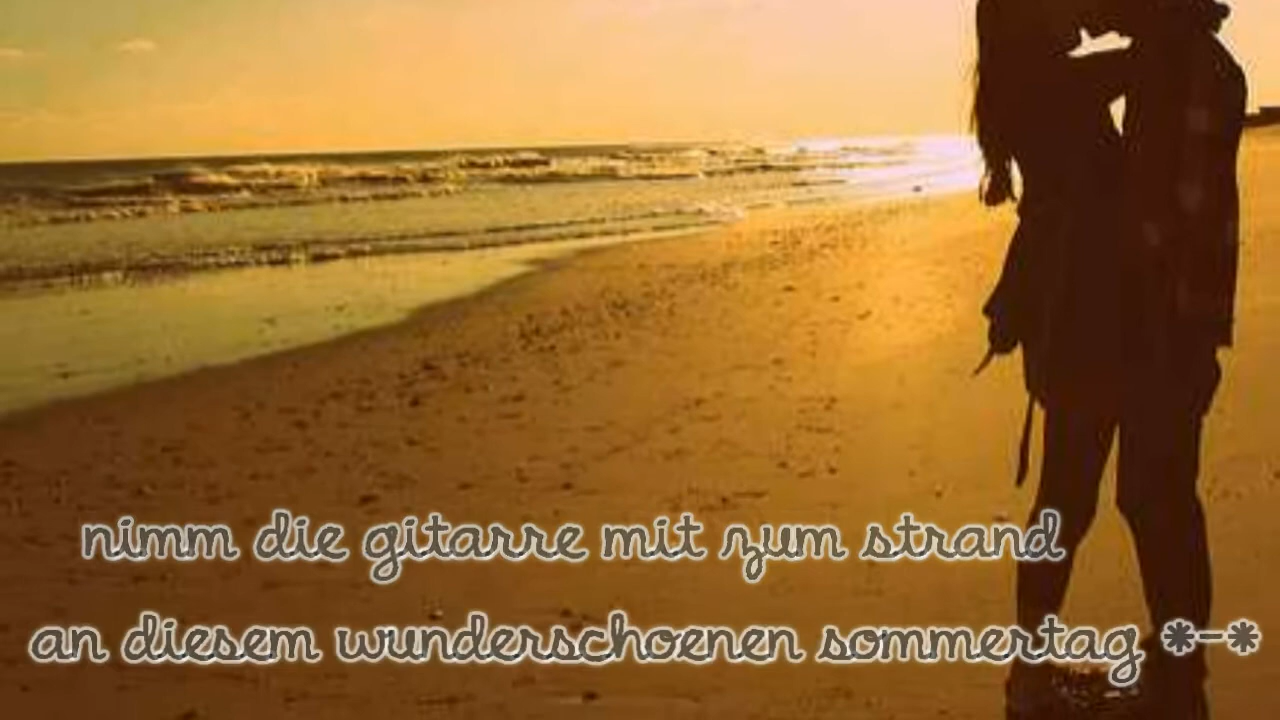 nimm die gitarre mit zum strand
an diesem wunderschoenen sommertag *-*